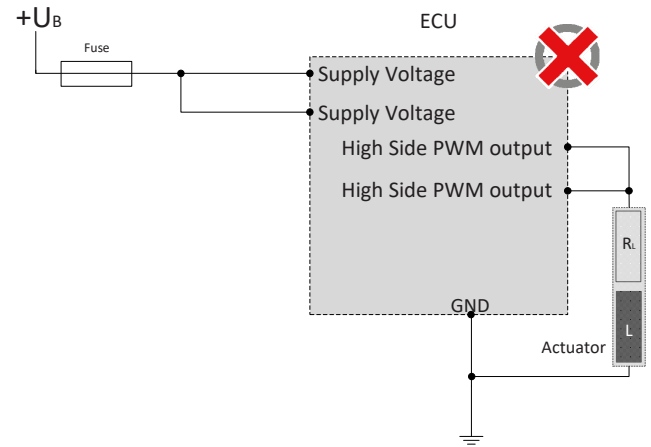 +UB
ECU
Fuse
Supply Voltage
Supply Voltage
High Side PWM output
High Side PWM output
RL
GND
L
Actuator